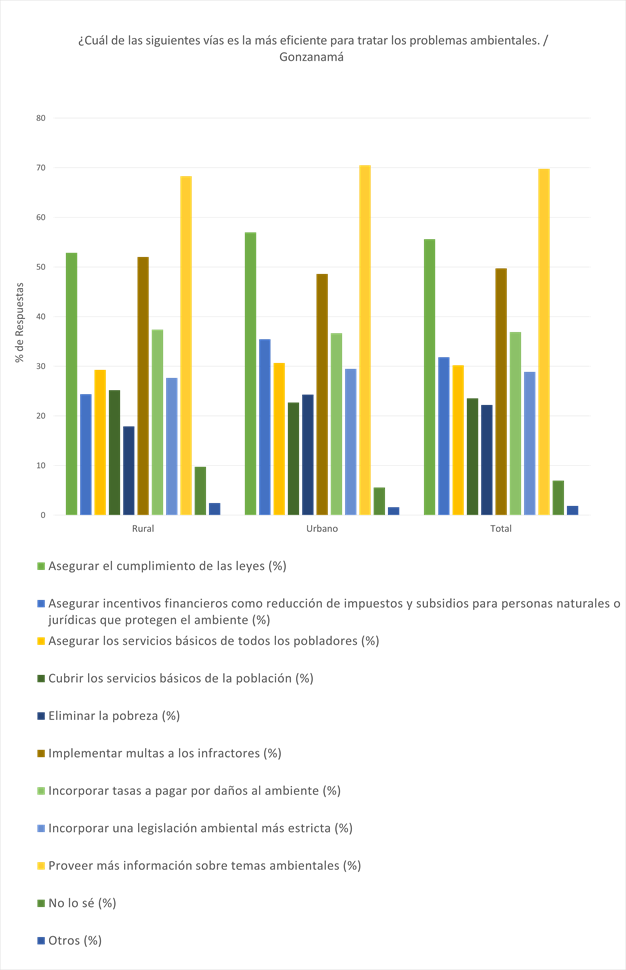 ¿Cuál de las siguientes vías es la más eficiente para tratar los problemas ambientales. /
Gonzanamá
80
70
60
50
40
30
20
10
0
% de Respuestas
Rural
Urbano
Total
Asegurar el cumplimiento de las leyes (%)
Asegurar incentivos financieros como reducción de impuestos y subsidios para personas naturales o
jurídicas que protegen el ambiente (%)
Asegurar los servicios básicos de todos los pobladores (%)
Cubrir los servicios básicos de la población (%)
Eliminar la pobreza (%)
Implementar multas a los infractores (%)
Incorporar tasas a pagar por daños al ambiente (%)
Incorporar una legislación ambiental más estricta (%)
Proveer más información sobre temas ambientales (%)
No lo sé (%)
Otros (%)